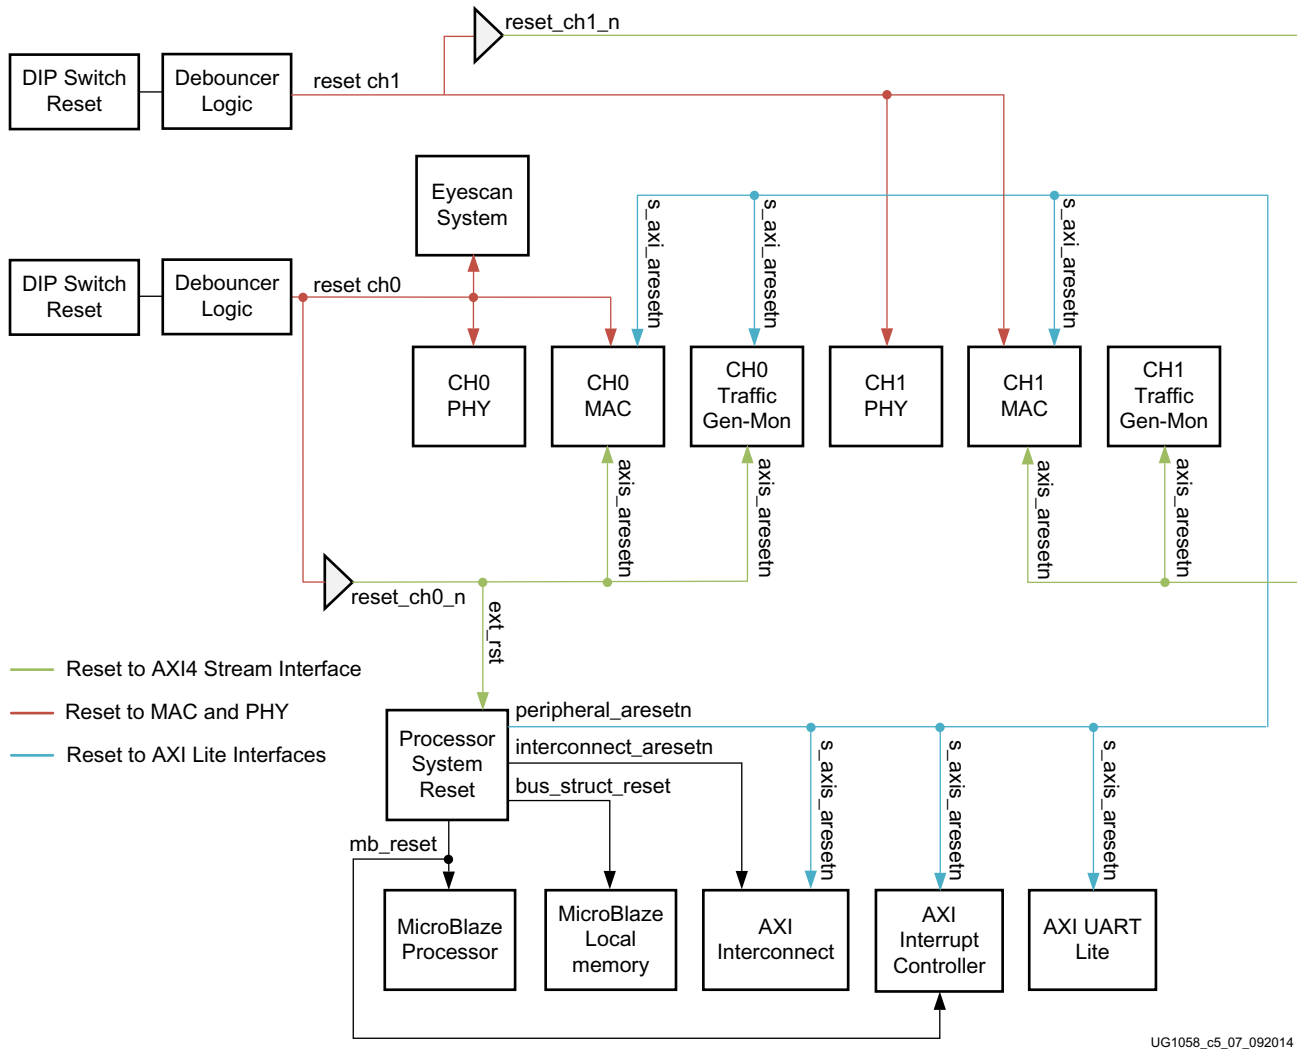 reset_ch1_n
DIP Switch
Reset
Debouncer
Logic
reset ch1
Eyescan
System
s_axi_aresetn
s_axi_aresetn
s_axi_aresetn
DIP Switch
Reset
Debouncer
Logic
reset ch0
CH0
PHY
CH0
MAC
CH0
Traffic
Gen-Mon
CH1
PHY
CH1
MAC
CH1
Traffic
Gen-Mon
axis_aresetn
axis_aresetn
axis_aresetn
axis_aresetn
reset_ch0_n
ext_rst
Reset to AXI4 Stream Interface
Reset to MAC and PHY
Reset to AXI Lite Interfaces
Processor
System
Reset
peripheral_aresetn
interconnect_aresetn
bus_struct_reset
mb_reset
s_axis_aresetn
s_axis_aresetn
s_axis_aresetn
MicroBlaze
Processor
MicroBlaze
Local
memory
AXI
Interconnect
AXI
Interrupt
Controller
AXI UART
Lite
UG1058_c5_07_092014